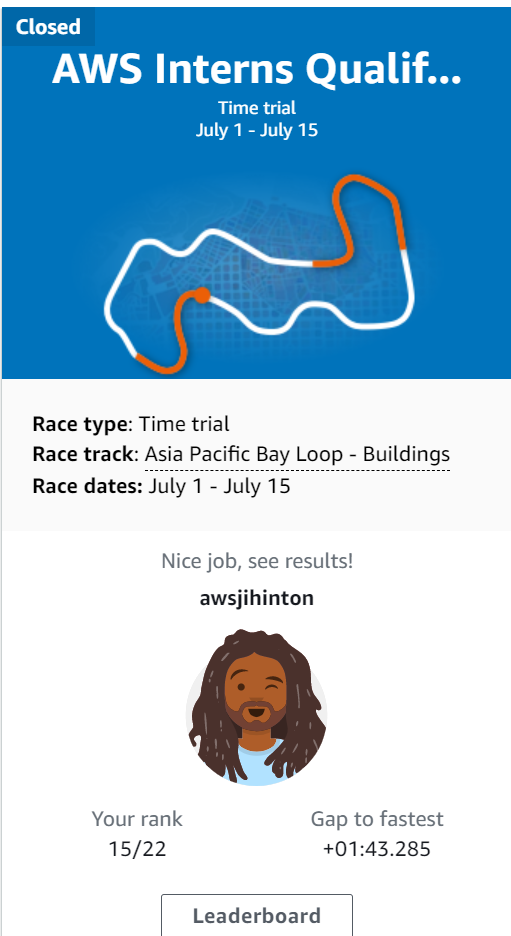 Closed
AWS Interns Qualif...
Time trial
July 1 - July 15
Race type: Time trial
Race track: Asia Pacific Bay Loop - Buildings
Race dates: July 1 - July 15
Nice job, see results!
awsjihinton
Your rank
Gap to fastest
15/22
+01:43.285
Leaderboard